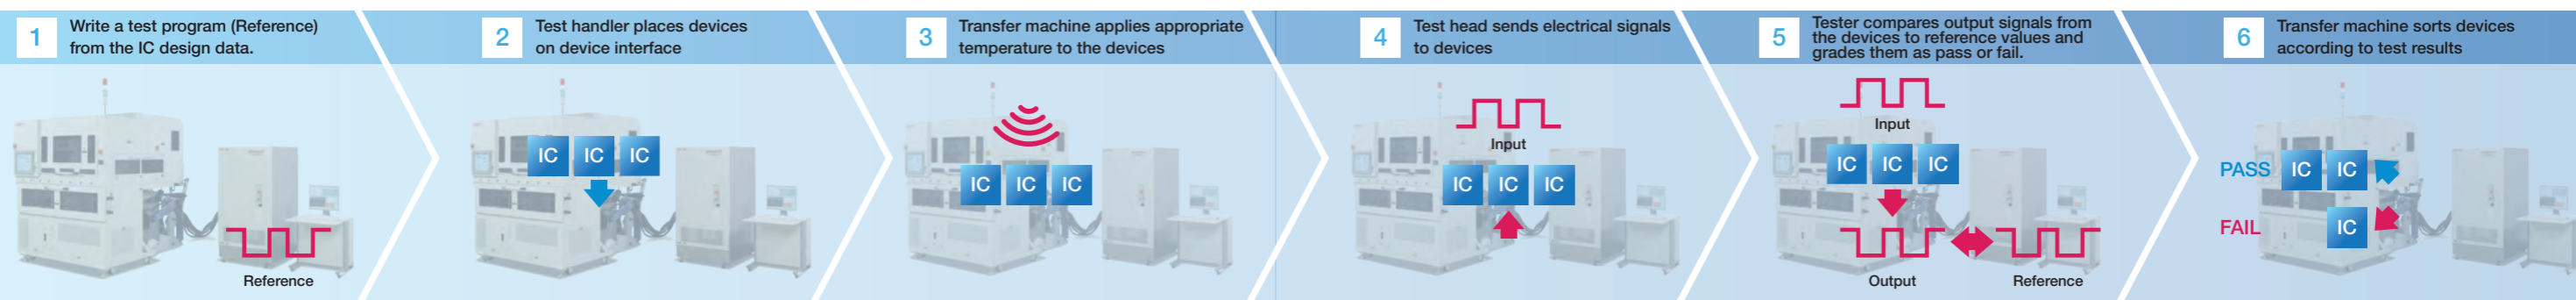 1
Write a test program (Reference)
from the IC design data.
Reference
2
Test handler places devices
on device interface
IC IC IC
3
Transfer machine applies appropriate
temperature to the devices
IC IC IC
4
Test head sends electrical signals
to devices
Input
IC IC IC
5
Tester compares output signals from
the devices to reference values and
grades them as pass or fail.
Input
IC IC IC
Output Reference
6
Transfer machine sorts devices
according to test results
PASS IC IC
FAIL IC